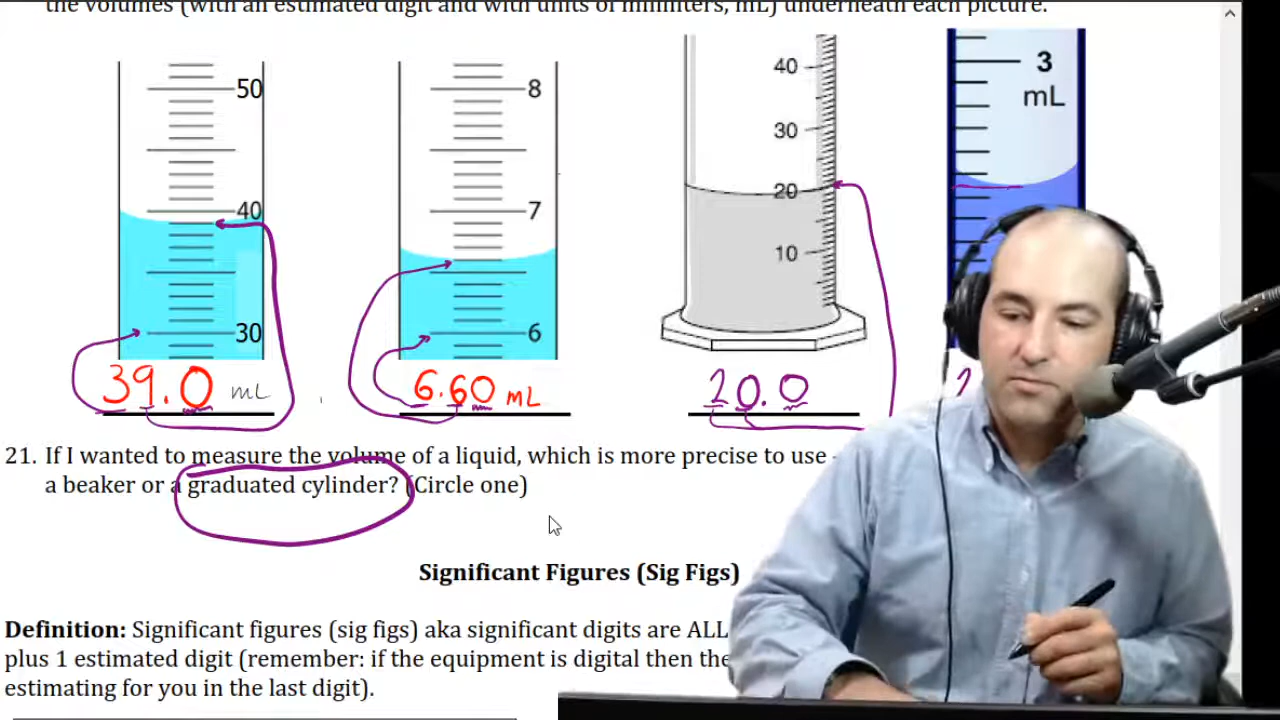 the volumes (with an estimated digit and with units of milliliters, mL) underneath each picture.
50
40
30
39.0 mL
8
7
6
6.60 mL
40
30
20
10
20.0
3
mL
2
21. If I wanted to measure the volume of a liquid, which is more precise to use
a beaker or a graduated cylinder? (Circle one)
Significant Figures (Sig Figs)
Definition: Significant figures (sig figs) aka significant digits are ALL
plus 1 estimated digit (remember: if the equipment is digital then the
estimating for you in the last digit).